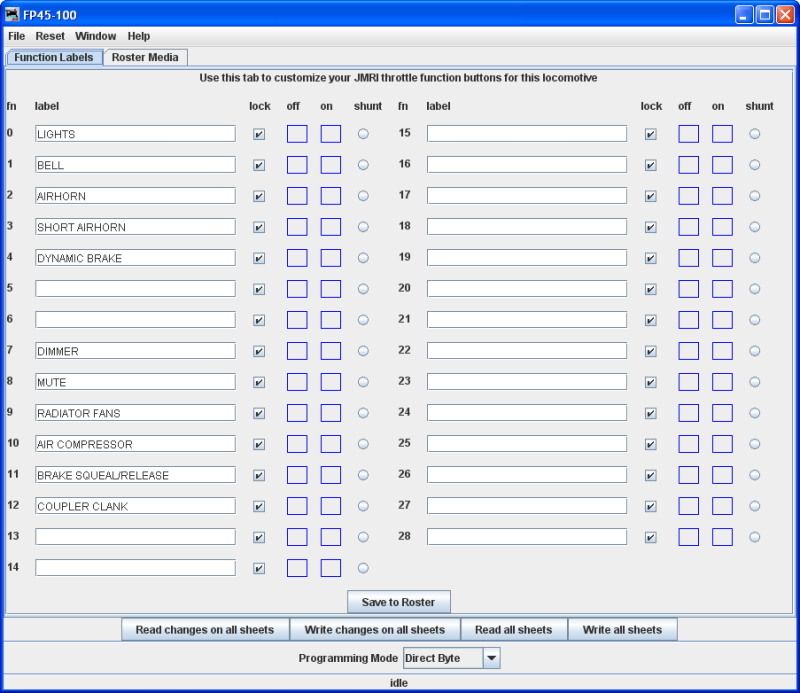 FP45-100
File Reset Window Help
Function Labels Roster Media
Use this tab to customize your JMRI throttle function buttons for this locomotive
fn label lock off on shunt fn label lock off on shunt
0 LIGHTS 15
1 BELL 16
2 AIRHORN 17
3 SHORT AIRHORN 18
4 DYNAMIC BRAKE 19
5 20
6 21
7 DIMMER 22
8 MUTE 23
9 RADIATOR FANS 24
10 AIR COMPRESSOR 25
11 BRAKE SQUEAL/RELEASE 26
12 COUPLER CLANK 27
13 28
14
Save to Roster
Read changes on all sheets Write changes on all sheets Read all sheets Write all sheets
Programming Mode Direct Byte
idle